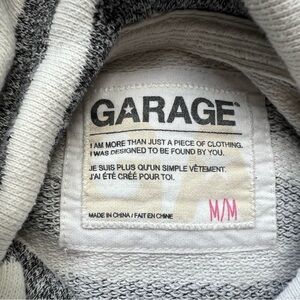 GARAGE
I AM MORE THAN JUST A PIECE OF CLOTHING.
I WAS DESIGNED TO BE FOUND BY YOU.
JE SUIS PLUS QU'UN SIMPLE VÊTEMENT.
J'AI ÉTÉ CRÉÉ POUR TOI.
MADE IN CHINA / FAIT EN CHINE
M/M